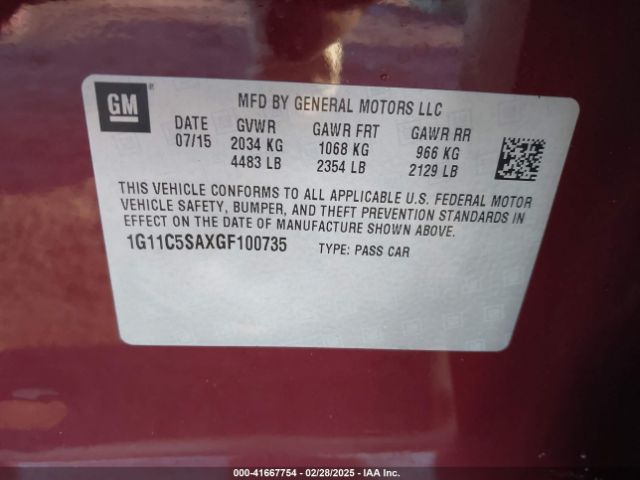 GM ®
MFD BY GENERAL MOTORS LLC
DATE GVWR GAWR FRT GAWR RR
07/15 2034 KG 1068 KG 966 KG
4483 LB 2354 LB 2129 LB
THIS VEHICLE CONFORMS TO ALL APPLICABLE U.S. FEDERAL MOTOR
VEHICLE SAFETY, BUMPER, AND THEFT PREVENTION STANDARDS IN
EFFECT ON THE DATE OF MANUFACTURE SHOWN ABOVE.
1G11C5SAXGF100735 TYPE: PASS CAR
0-41667754 | 02/28/2025 - IAA Inc.